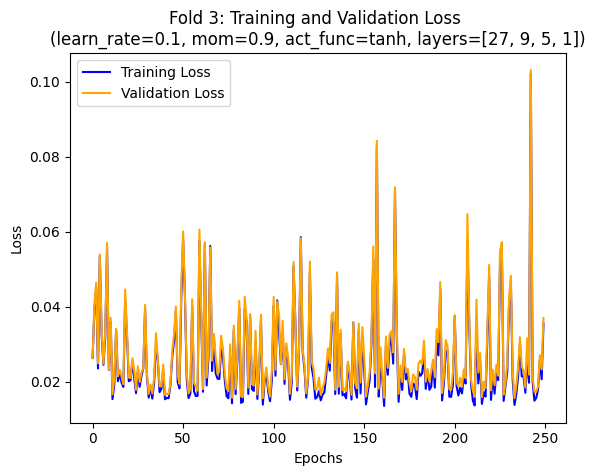 Fold 3: Training and Validation Loss
(learn_rate=0.1, mom=0.9, act_func=tanh, layers=[27, 9, 5, 1])
Training Loss
Validation Loss
0.10
0.08
0.06
0.04
0.02
Loss
0
50
100
150
200
250
Epochs